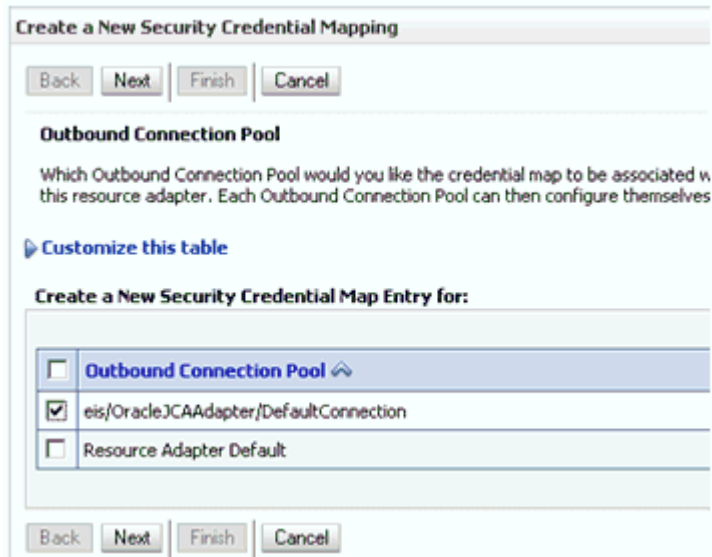 Create a New Security Credential Mapping
Back Next Finish Cancel
Outbound Connection Pool
Which Outbound Connection Pool would you like the credential map to be associated w
this resource adapter. Each Outbound Connection Pool can then configure themselves
Customize this table
Create a New Security Credential Map Entry for:
Outbound Connection Pool
eis/OracleJCAAdapter/DefaultConnection
Resource Adapter Default
Back Next Finish Cancel